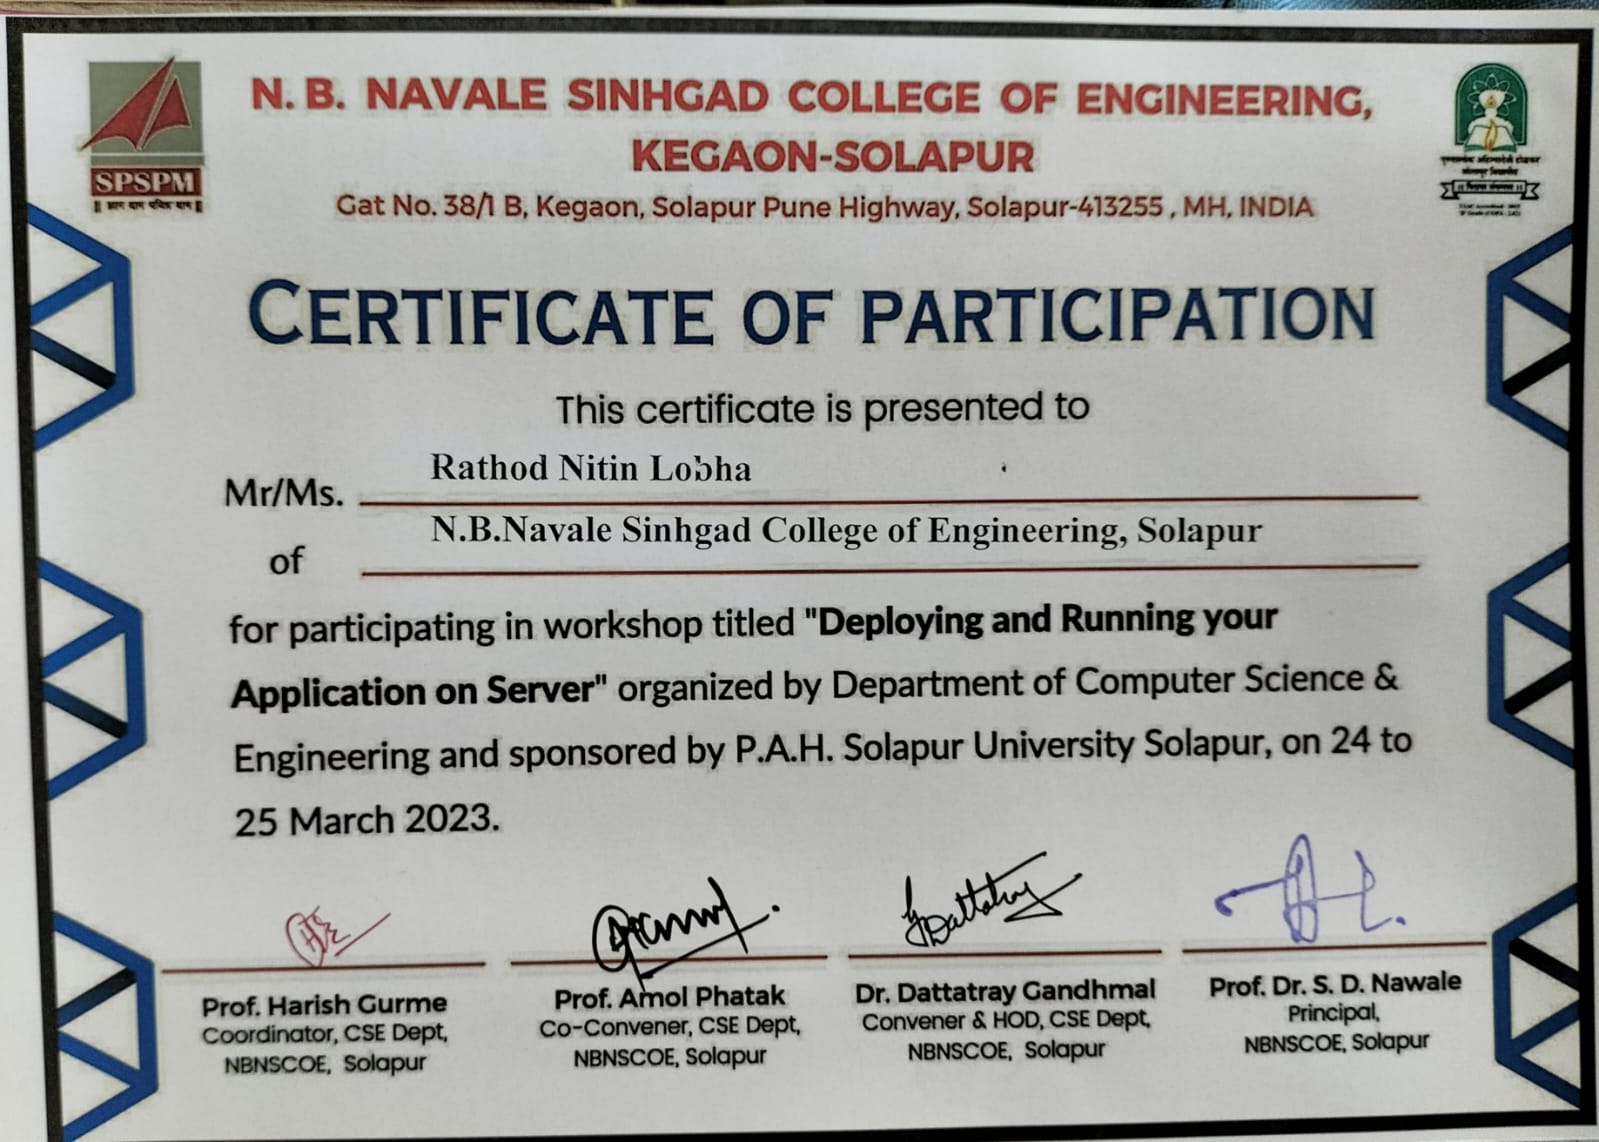 N. B. NAVALE SINHGAD COLLEGE OF ENGINEERING,
KEGAON-SOLAPUR
Gat No. 38/1 B, Kegaon, Solapur Pune Highway, Solapur-413255 , MH, INDIA
SPSPM
CERTIFICATE OF PARTICIPATION
This certificate is presented to
Mr/Ms. Rathod Nitin Lobha
of N.B.Navale Sinhgad College of Engineering, Solapur
for participating in workshop titled "Deploying and Running your
Application on Server" organized by Department of Computer Science &
Engineering and sponsored by P.A.H. Solapur University Solapur, on 24 to
25 March 2023.
Dattatray
Prof. Harish Gurme
Coordinator, CSE Dept,
NBNSCOE, Solapur
Prof. Amol Phatak
Co-Convener, CSE Dept,
NBNSCOE, Solapur
Dr. Dattatray Gandhmal
Convener & HOD, CSE Dept,
NBNSCOE, Solapur
Prof. Dr. S. D. Nawale
Principal,
NBNSCOE, Solapur